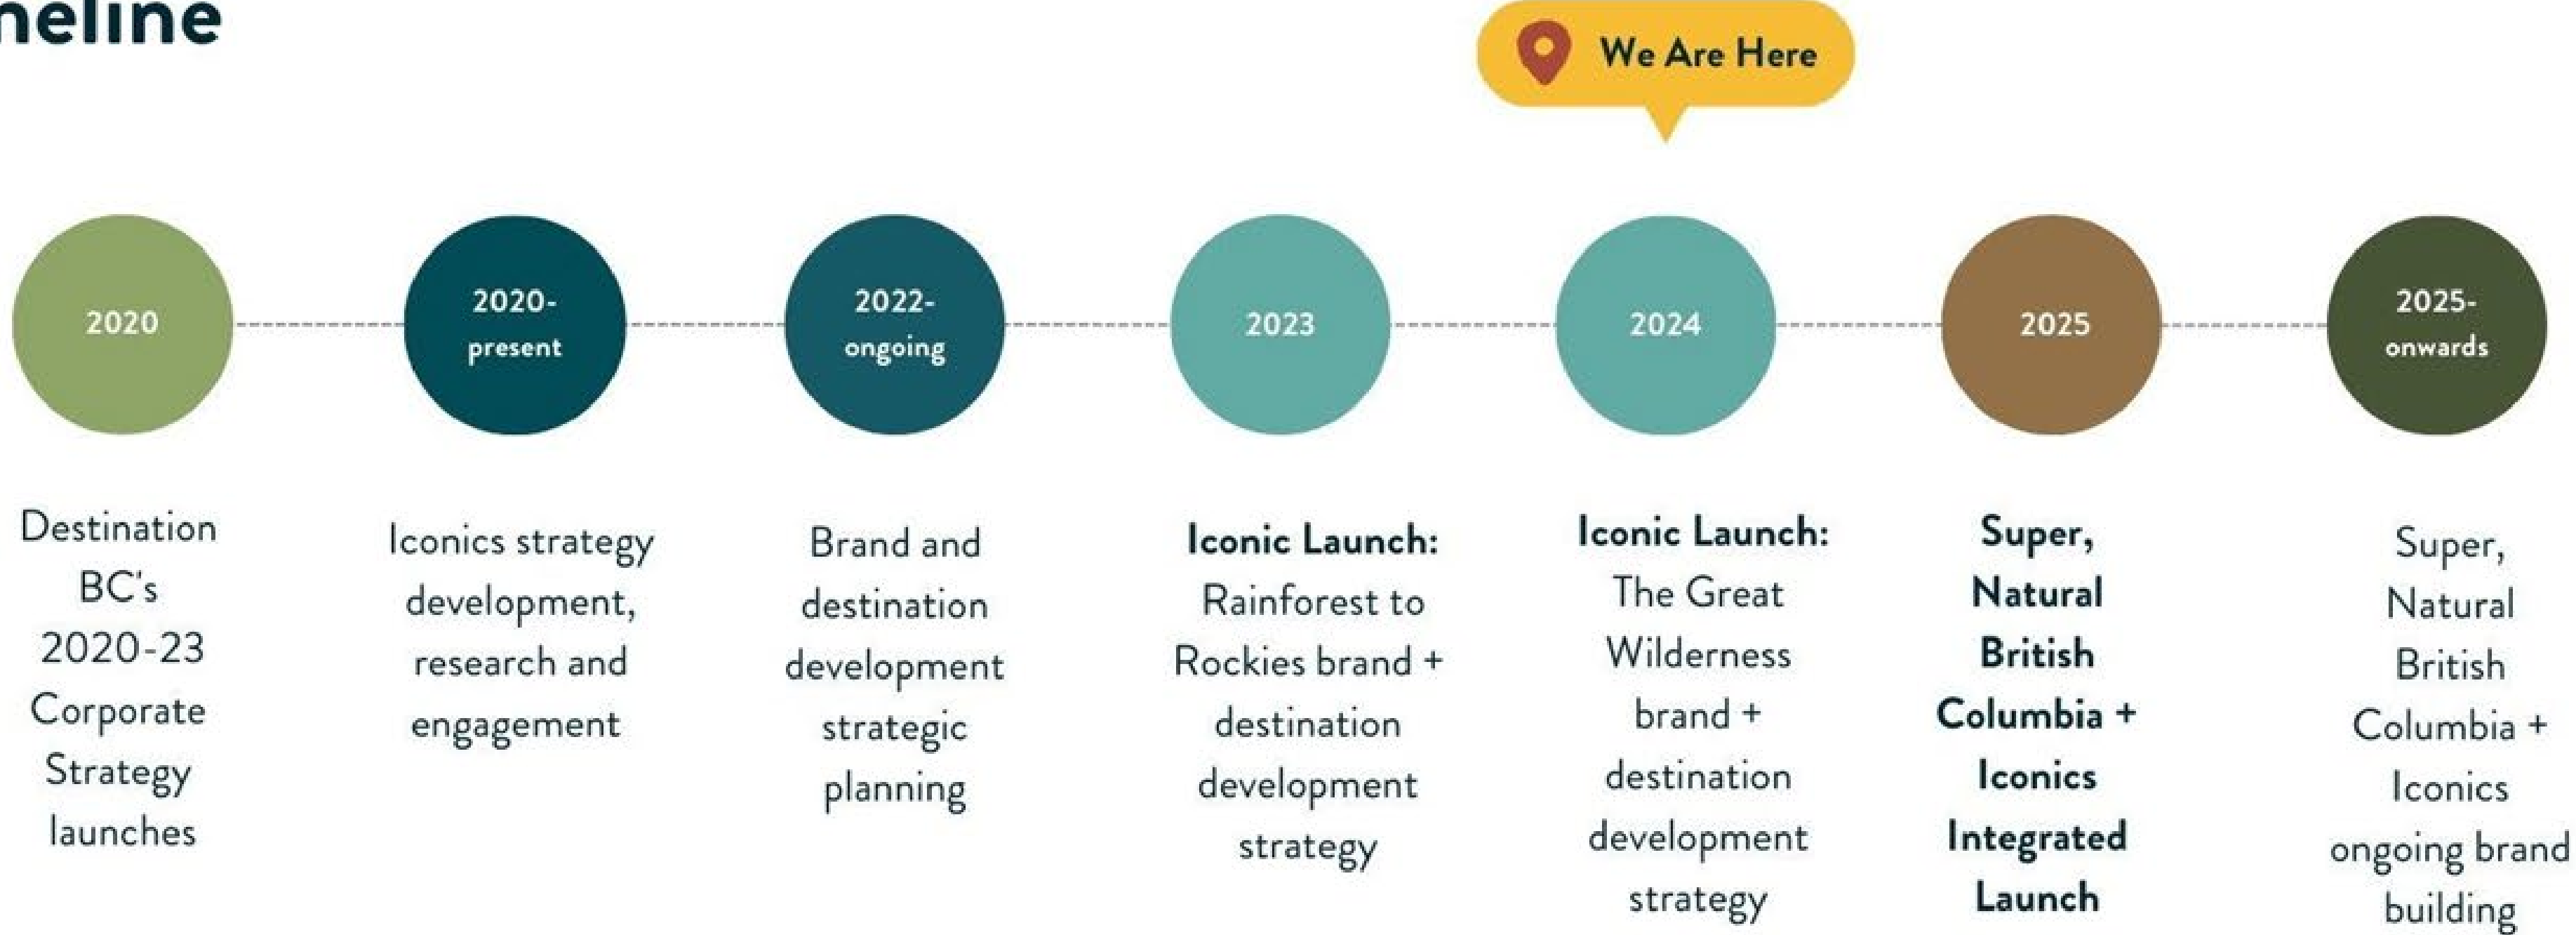 neline
We Are Here
2020
2020-
present
2022-
ongoing
2023
2024
2025
2025-
onwards
Destination
BC's
2020-23
Corporate
Strategy
launches
Iconics strategy
development,
research and
engagement
Brand and
destination
development
strategic
planning
Iconic Launch:
Rainforest to
Rockies brand +
destination
development
strategy
Iconic Launch:
The Great
Wilderness
brand +
destination
development
strategy
Super,
Natural
British
Columbia +
Iconics
Integrated
Launch
Super,
Natural
British
Columbia +
Iconics
ongoing brand
building